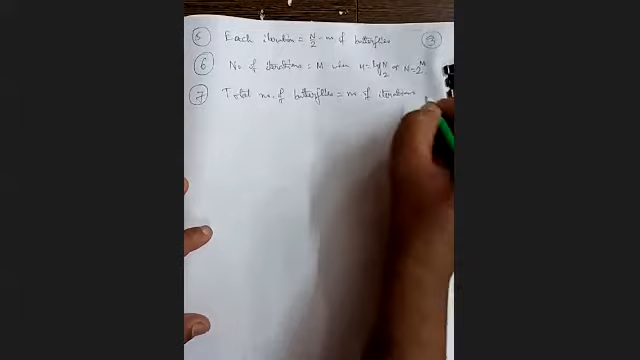 ③
⑤ Each iteration = N/2 no. of butterflies
⑥ No of iterations = M when M = log₂N or N = 2^M
⑦ Total no. of butterflies = no. of iterations